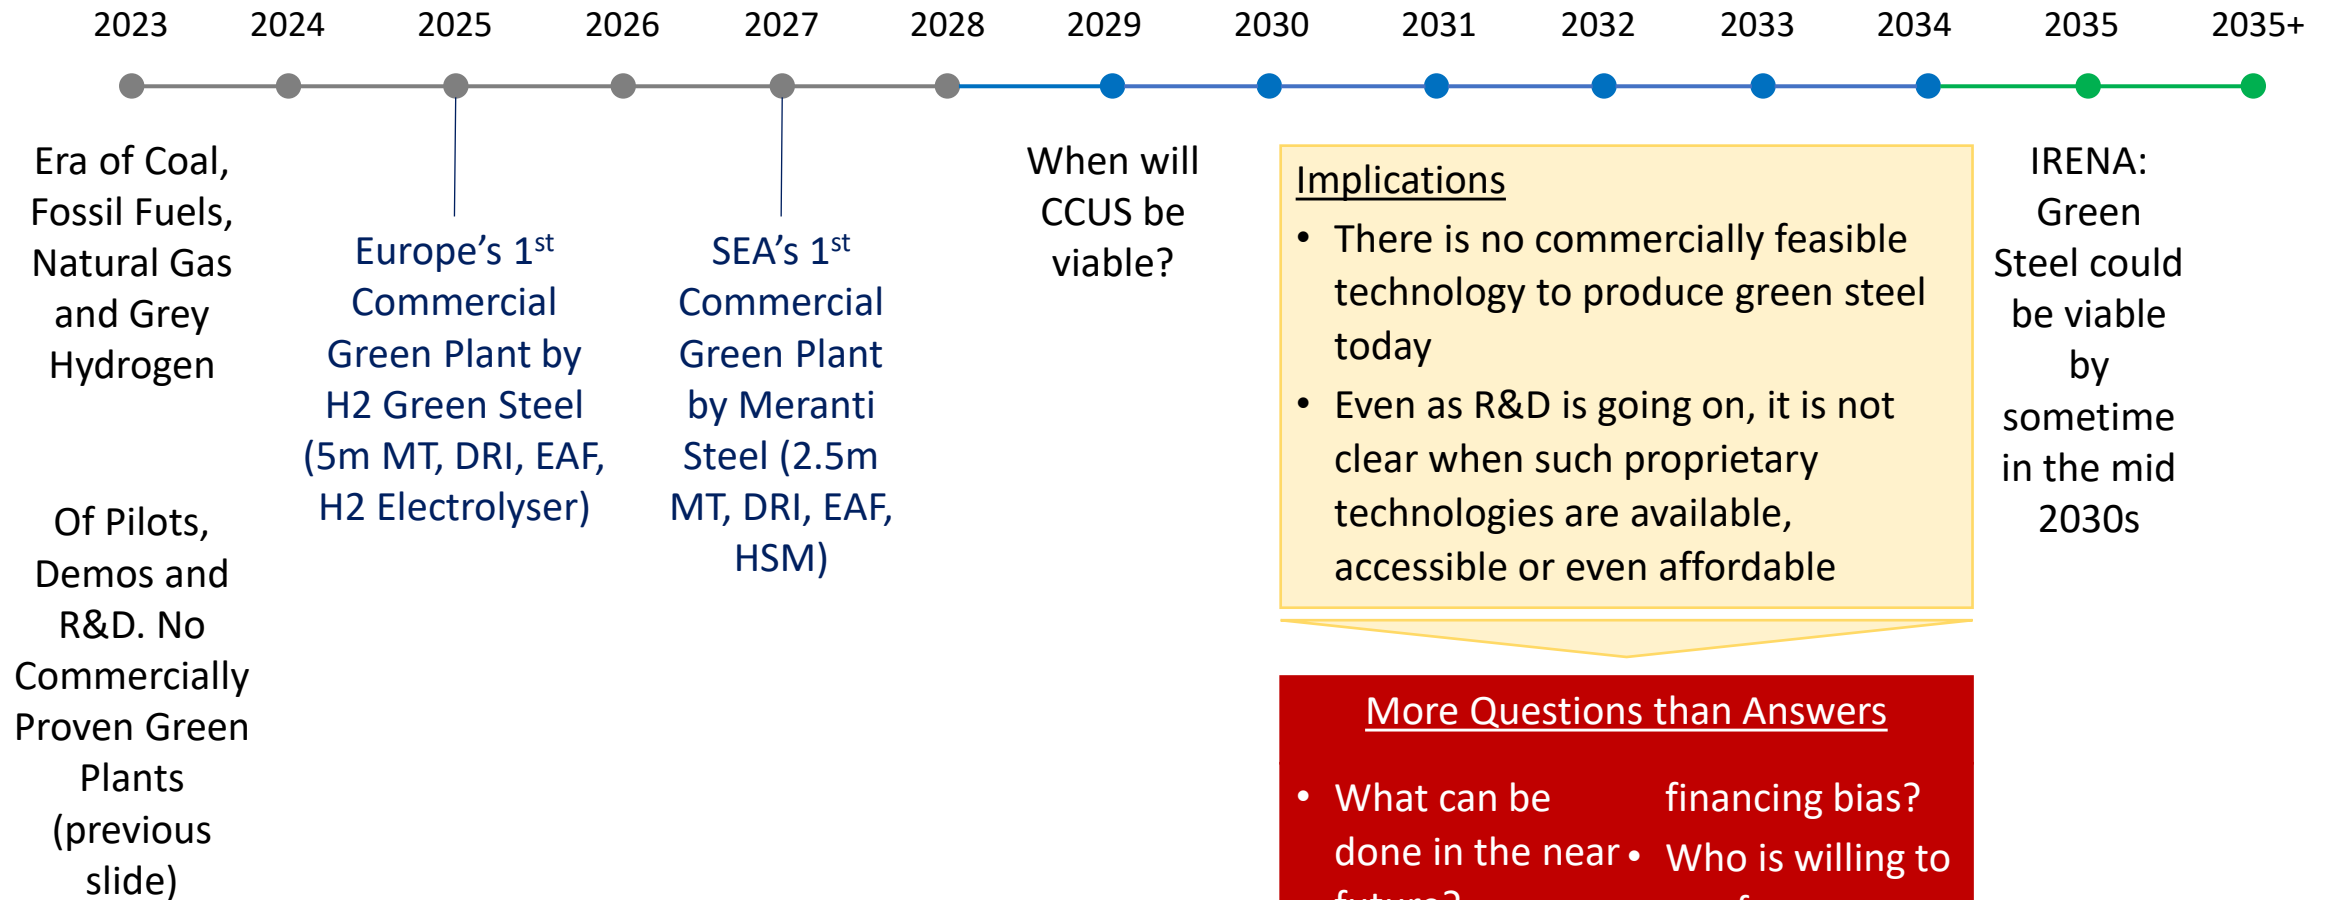 2023 2024 2025 2026 2027 2028 2029 2030 2031 2032 2033 2034 2035 2035+
Era of Coal,
Fossil Fuels,
Natural Gas
and Grey
Hydrogen
Of Pilots,
Demos and
R&D. No
Commercially
Proven Green
Plants
(previous
slide)
Europe’s 1st
Commercial
Green Plant by
H2 Green Steel
(5m MT, DRI, EAF,
H2 Electrolyser)
SEA’s 1st
Commercial
Green Plant
by Meranti
Steel (2.5m
MT, DRI, EAF,
HSM)
When will
CCUS be
viable?
Implications
• There is no commercially feasible
technology to produce green steel
today
• Even as R&D is going on, it is not
clear when such proprietary
technologies are available,
accessible or even affordable
More Questions than Answers
• What can be
done in the near
future?
financing bias?
• Who is willing to
IRENA:
Green
Steel could
be viable
by
sometime
in the mid
2030s